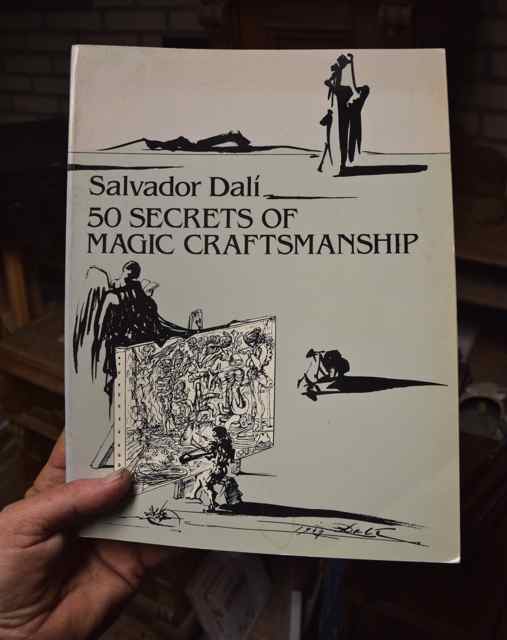 Salvador Dalí
50 SECRETS OF
MAGIC CRAFTSMANSHIP